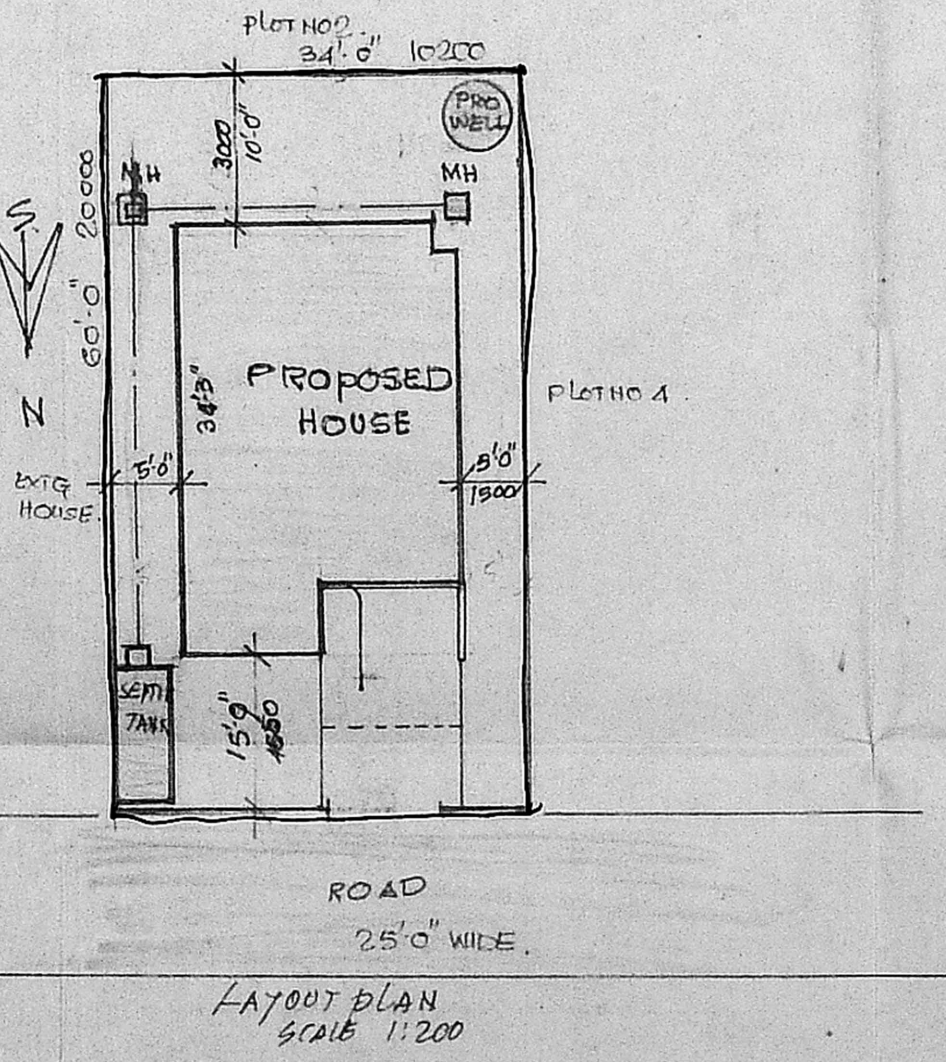 PLOT NO 2.
34'-0" 10200
PRO
WELL
3000
10'-0"
MH
MH
20000
60'-0"
S
N
PROPOSED
HOUSE
34'-3"
PLOT NO 4.
5'-0"
5'-0"
1500
EXTG
HOUSE.
SEPTI
TANK
15'-0"
ROAD
25'-0" WIDE.
LAYOUT PLAN
SCALE 1:200